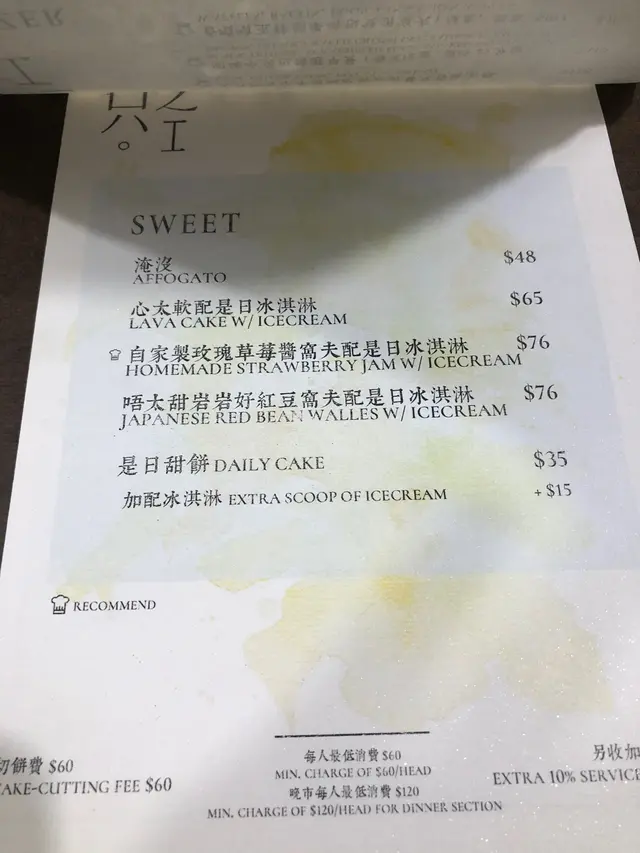 SWEET
淹沒 $48
AFFOGATO
心太軟配是日冰淇淋 $65
LAVA CAKE W/ ICECREAM
自家製玫瑰草莓醬窩夫配是日冰淇淋 $76
HOMEMADE STRAWBERRY JAM W/ ICECREAM
唔太甜岩岩好紅豆窩夫配是日冰淇淋 $76
JAPANESE RED BEAN WALLES W/ ICECREAM
是日甜餅 DAILY CAKE $35
加配冰淇淋 EXTRA SCOOP OF ICECREAM + $15
RECOMMEND
切餅費 $60
CAKE-CUTTING FEE $60
每人最低消費 $60
MIN. CHARGE OF $60/HEAD
晚市每人最低消費 $120
MIN. CHARGE OF $120/HEAD FOR DINNER SECTION
另收加
EXTRA 10% SERVICE